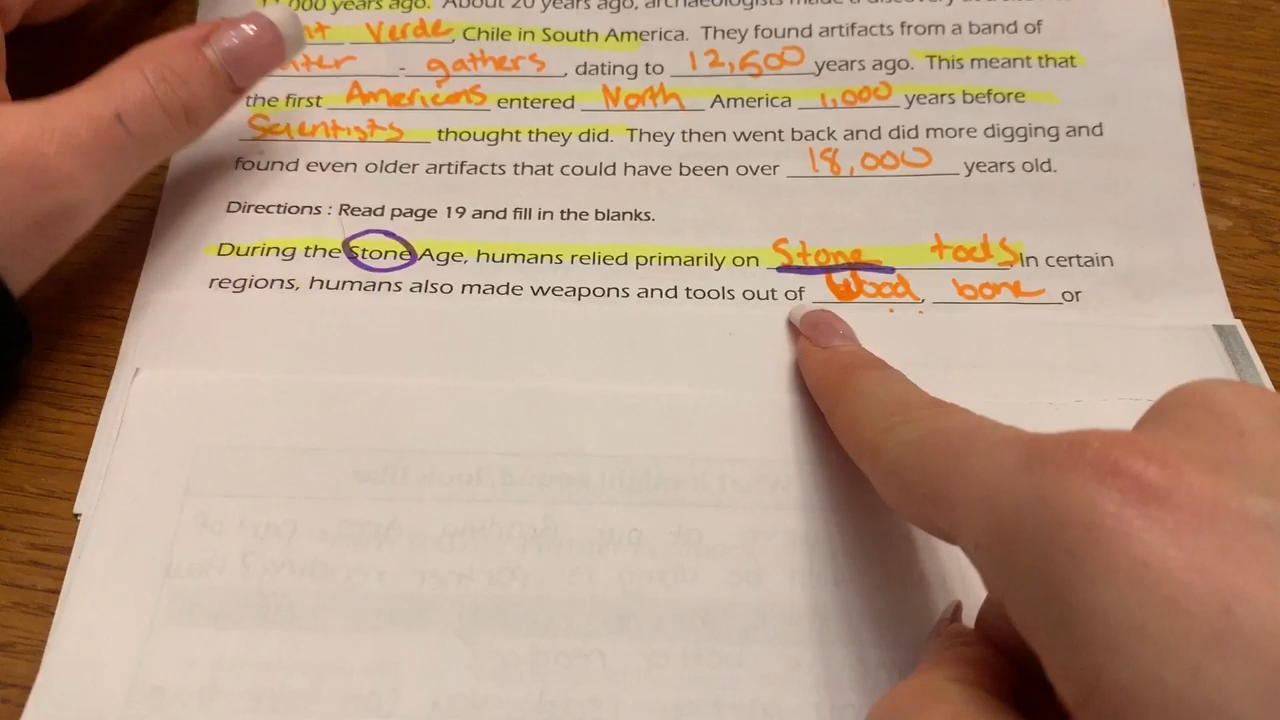 000 years ago. About 20 years ago, archaeologists made a
Verde, Chile in South America. They found artifacts from a band of
- gathers, dating to 12,500 years ago. This meant that
the first Americans entered North America 1,000 years before
Scientists thought they did. They then went back and did more digging and
found even older artifacts that could have been over 18,000 years old.
Directions : Read page 19 and fill in the blanks.
During the Stone Age, humans relied primarily on Stone tools. In certain
regions, humans also made weapons and tools out of Wood, bone or